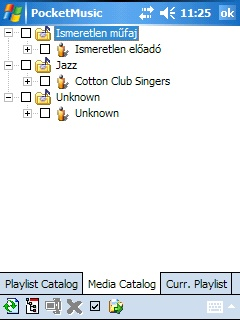 PocketMusic 11:25 ok
Ismeretlen műfaj
Ismeretlen előadó
Jazz
Cotton Club Singers
Unknown
Unknown
Playlist Catalog Media Catalog Curr. Playlist